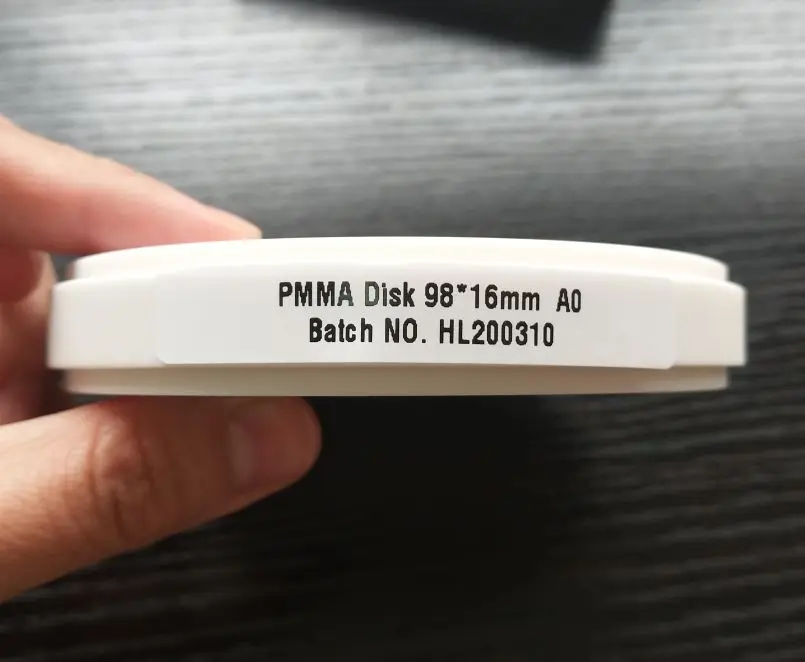 PMMA Disk 98*16mm A0
Batch NO. HL200310